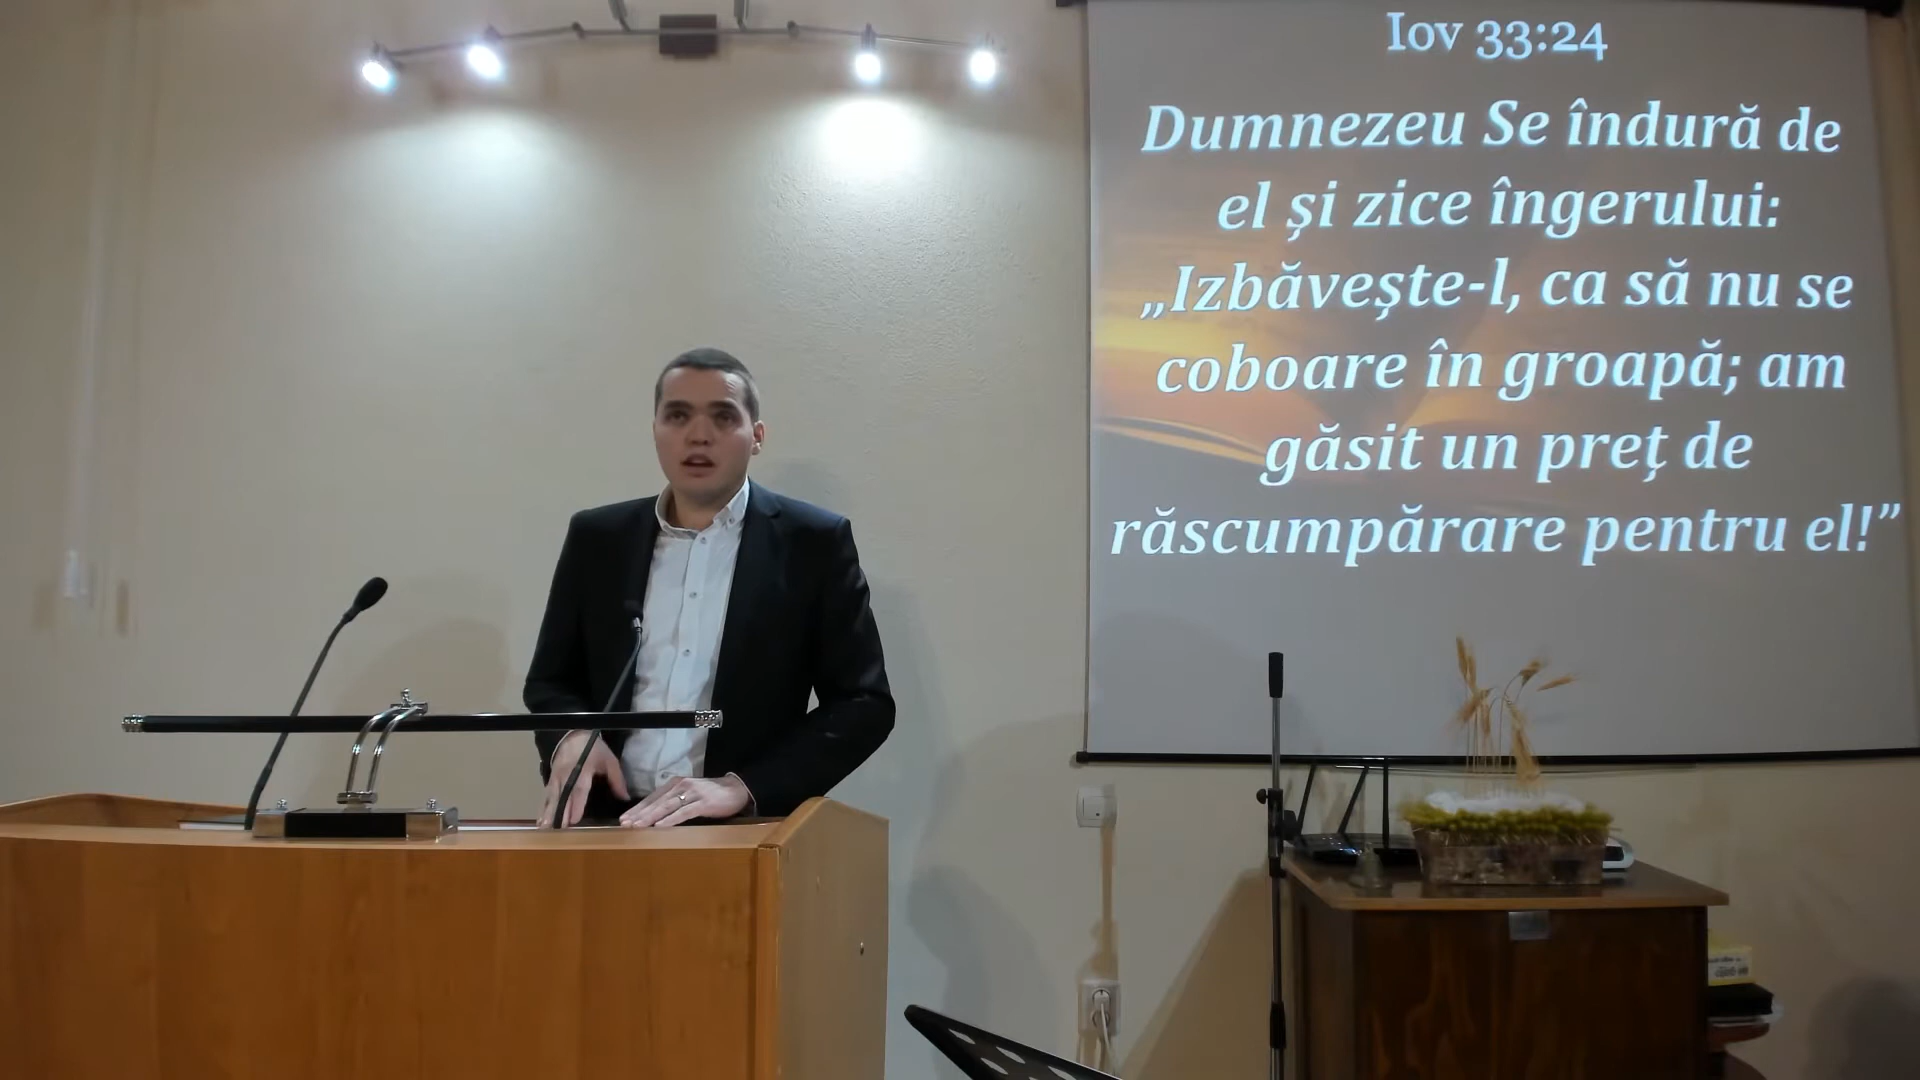 Iov 33:24
Dumnezeu Se îndură de
el și zice îngerului:
„Izbăvește-l, ca să nu se
coboare în groapă; am
găsit un preț de
răscumpărare pentru el!”